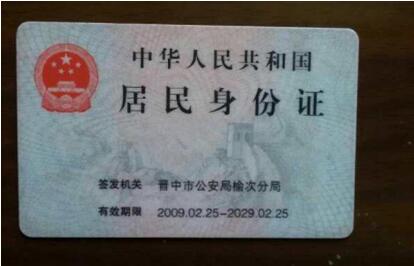 中华人民共和国
居民身份证
签发机关 晋中市公安局榆次分局
有效期限 2009.02.25-2029.02.25